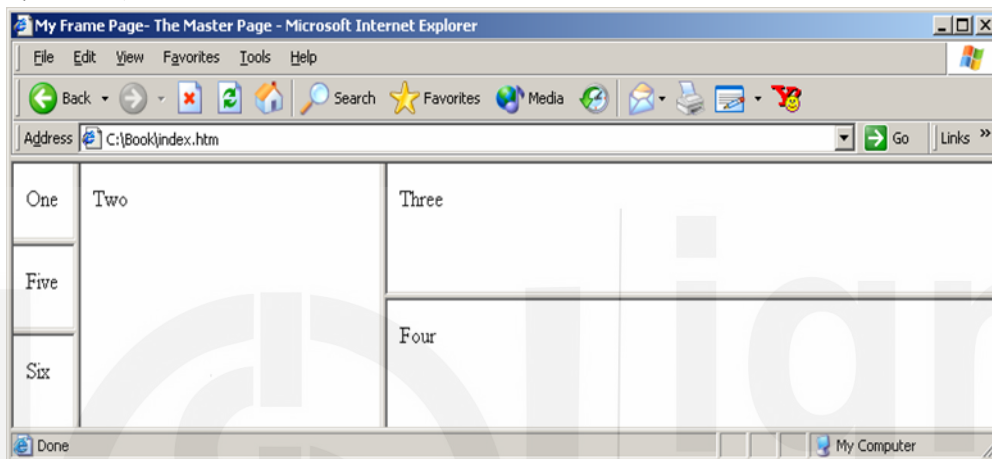 My Frame Page- The Master Page - Microsoft Internet Explorer
File Edit View Favorites Tools Help
Back Search Favorites Media
Address C:\Book\index.htm Go Links »
One Two Three
Five
Four
Six
Done My Computer